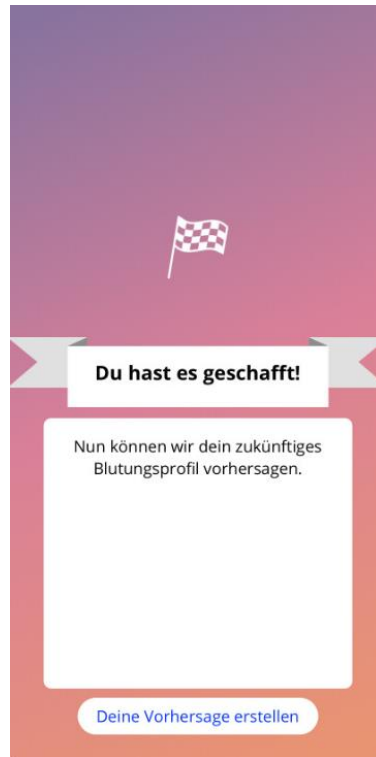 Du hast es geschafft!
Nun können wir dein zukünftiges
Blutungsprofil vorhersagen.
Deine Vorhersage erstellen